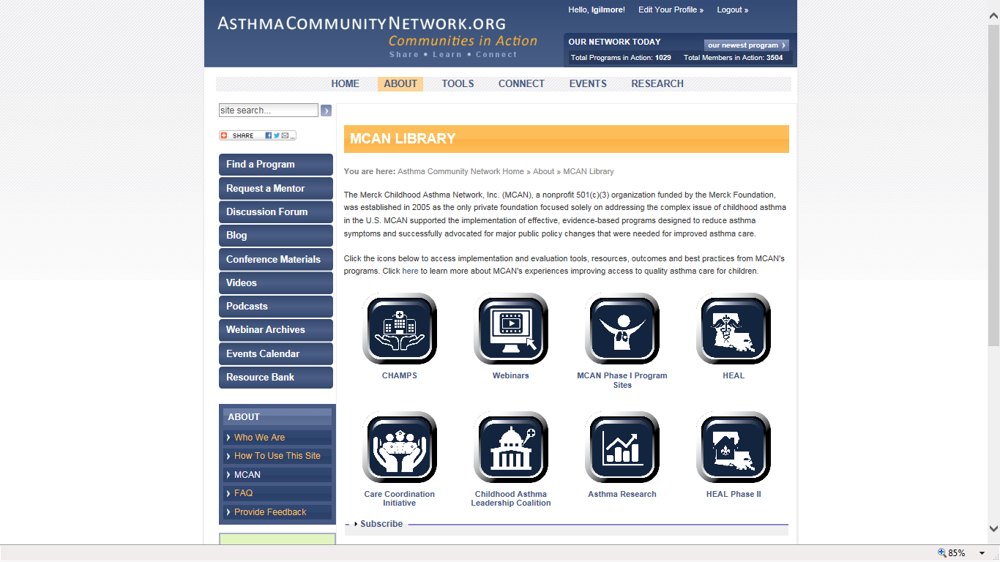 ASTHMACOMMUNITYNETWORK.ORG
Communities in Action
Share • Learn • Connect
Hello, lgilmore! Edit Your Profile » Logout »
OUR NETWORK TODAY our newest program ⟩
Total Programs in Action: 1029 Total Members in Action: 3504
HOME ABOUT TOOLS CONNECT EVENTS RESEARCH
site search...
SHARE ...
Find a Program
Request a Mentor
Discussion Forum
Blog
Conference Materials
Videos
Podcasts
Webinar Archives
Events Calendar
Resource Bank
ABOUT
Who We Are
How To Use This Site
MCAN
FAQ
Provide Feedback
MCAN LIBRARY
You are here: Asthma Community Network Home » About » MCAN Library
The Merck Childhood Asthma Network, Inc. (MCAN), a nonprofit 501(c)(3) organization funded by the Merck Foundation,
was established in 2005 as the only private foundation focused solely on addressing the complex issue of childhood asthma
in the U.S. MCAN supported the implementation of effective, evidence-based programs designed to reduce asthma
symptoms and successfully advocated for major public policy changes that were needed for improved asthma care.
Click the icons below to access implementation and evaluation tools, resources, outcomes and best practices from MCAN's
programs. Click here to learn more about MCAN's experiences improving access to quality asthma care for children.
CHAMPS
Webinars
MCAN Phase I Program
Sites
HEAL
Care Coordination
Initiative
Childhood Asthma
Leadership Coalition
Asthma Research
HEAL Phase II
Subscribe
85%